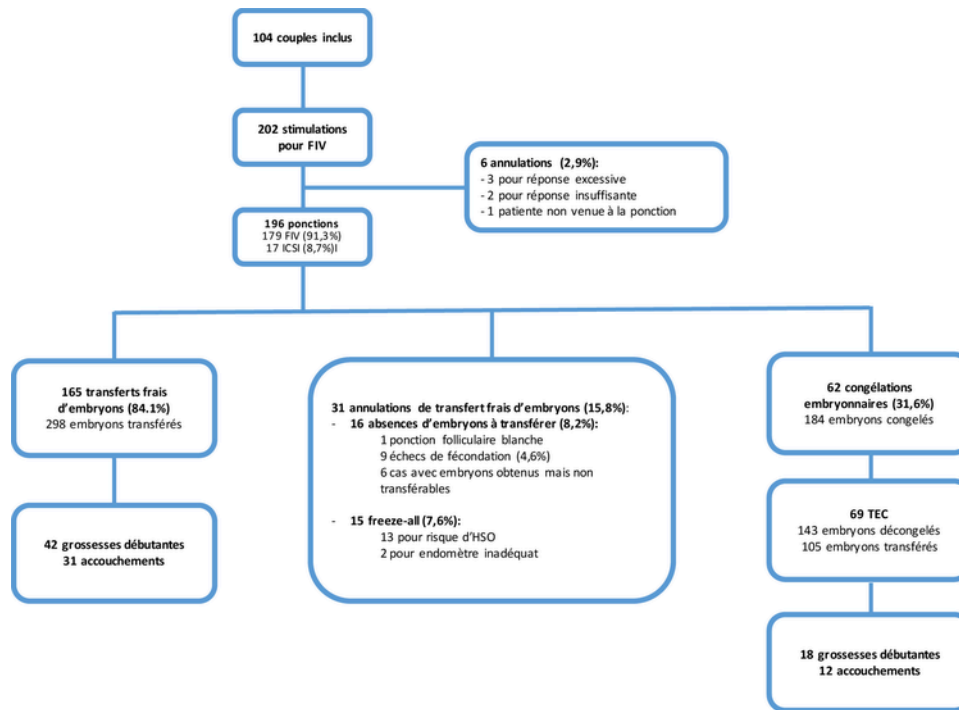 104 couples inclus
202 stimulations
pour FIV
6 annulations (2,9%):
- 3 pour réponse excessive
- 2 pour réponse insuffisante
- 1 patiente non venue à la ponction
196 ponctions
179 FIV (91,3%)
17 ICSI (8,7%)I
165 transferts frais
d'embryons (84.1%)
298 embryons transférés
31 annulations de transfert frais d'embryons (15,8%):
- 16 absences d'embryons à transférer (8,2%):
1 ponction folliculaire blanche
9 échecs de fécondation (4,6%)
6 cas avec embryons obtenus mais non
transférables
- 15 freeze-all (7,6%):
13 pour risque d'HSO
2 pour endomètre inadéquat
62 congélations
embryonnaires (31,6%)
184 embryons congelés
42 grossesses débutantes
31 accouchements
69 TEC
143 embryons décongelés
105 embryons transférés
18 grossesses débutantes
12 accouchements